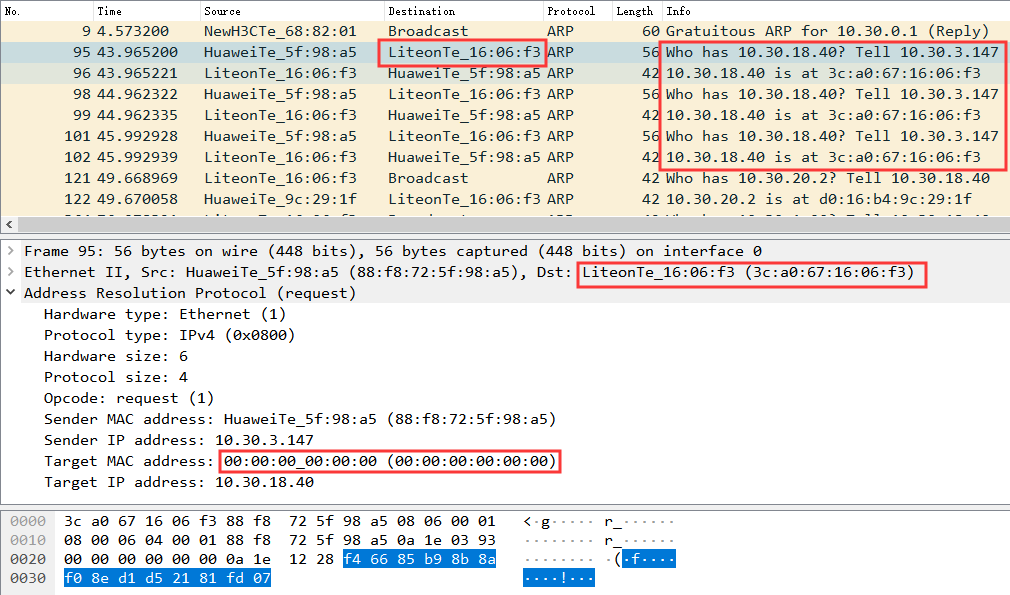 No. Time Source Destination Protocol Length Info
9 4.573200 NewH3CTe_68:82:01 Broadcast ARP 60 Gratuitous ARP for 10.30.0.1 (Reply)
95 43.965200 HuaweiTe_5f:98:a5 LiteonTe_16:06:f3 ARP 56 Who has 10.30.18.40? Tell 10.30.3.147
96 43.965221 LiteonTe_16:06:f3 HuaweiTe_5f:98:a5 ARP 42 10.30.18.40 is at 3c:a0:67:16:06:f3
98 44.962322 HuaweiTe_5f:98:a5 LiteonTe_16:06:f3 ARP 56 Who has 10.30.18.40? Tell 10.30.3.147
99 44.962335 LiteonTe_16:06:f3 HuaweiTe_5f:98:a5 ARP 42 10.30.18.40 is at 3c:a0:67:16:06:f3
101 45.992928 HuaweiTe_5f:98:a5 LiteonTe_16:06:f3 ARP 56 Who has 10.30.18.40? Tell 10.30.3.147
102 45.992939 LiteonTe_16:06:f3 HuaweiTe_5f:98:a5 ARP 42 10.30.18.40 is at 3c:a0:67:16:06:f3
121 49.668969 LiteonTe_16:06:f3 Broadcast ARP 42 Who has 10.30.20.2? Tell 10.30.18.40
122 49.670058 HuaweiTe_9c:29:1f LiteonTe_16:06:f3 ARP 42 10.30.20.2 is at d0:16:b4:9c:29:1f
Frame 95: 56 bytes on wire (448 bits), 56 bytes captured (448 bits) on interface 0
Ethernet II, Src: HuaweiTe_5f:98:a5 (88:f8:72:5f:98:a5), Dst: LiteonTe_16:06:f3 (3c:a0:67:16:06:f3)
Address Resolution Protocol (request)
Hardware type: Ethernet (1)
Protocol type: IPv4 (0x0800)
Hardware size: 6
Protocol size: 4
Opcode: request (1)
Sender MAC address: HuaweiTe_5f:98:a5 (88:f8:72:5f:98:a5)
Sender IP address: 10.30.3.147
Target MAC address: 00:00:00_00:00:00 (00:00:00:00:00:00)
Target IP address: 10.30.18.40
0000 3c a0 67 16 06 f3 88 f8 72 5f 98 a5 08 06 00 01 <·g····· r_······
0010 08 00 06 04 00 01 88 f8 72 5f 98 a5 0a 1e 03 93 ········ r_······
0020 00 00 00 00 00 00 0a 1e 12 28 f4 66 85 b9 8b 8a ········ ·(·f····
0030 f0 8e d1 d5 21 81 fd 07 ····!···